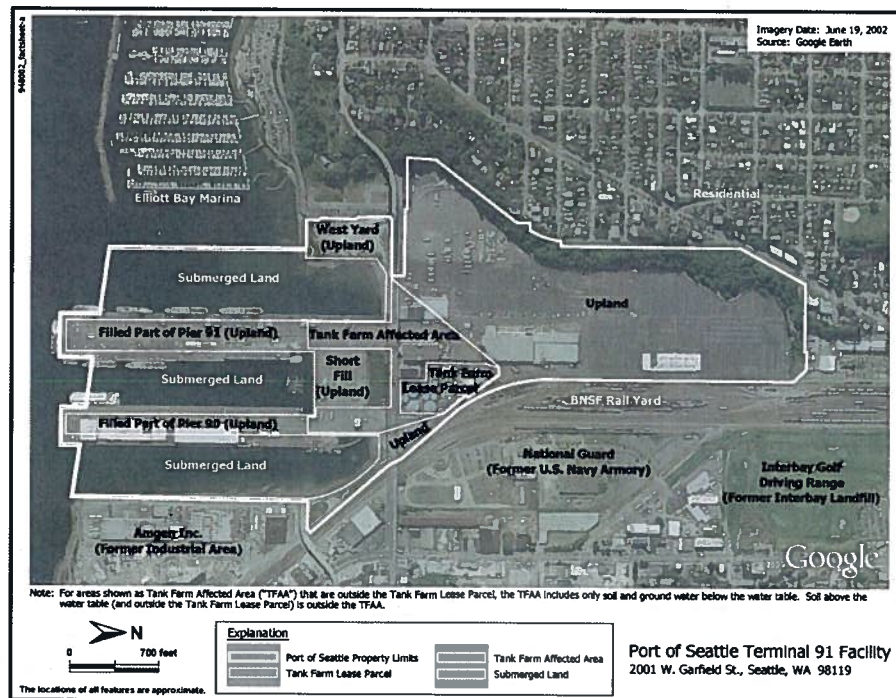 948002_factsheet-a
Imagery Date: June 19, 2002
Source: Google Earth
Elliott Bay Marina
Residential
West Yard
(Upland)
Submerged Land
Upland
Filled Part of Pier 91 (Upland)
Tank Farm Affected Area
Short
Fill
(Upland)
Tank Farm
Lease Parcel
Submerged Land
BNSF Rail Yard
Filled Part of Pier 90 (Upland)
Upland
Submerged Land
National Guard
(Former U.S. Navy Armory)
Interbay Golf
Driving Range
(Former Interbay Landfill)
Amgen Inc.
(Former Industrial Area)
Google
Note: For areas shown as Tank Farm Affected Area ("TFAA") that are outside the Tank Farm Lease Parcel, the TFAA includes only soil and ground water below the water table. Soil above the
water table (and outside the Tank Farm Lease Parcel) is outside the TFAA.
N
0 700 feet
The locations of all features are approximate.
Explanation
Port of Seattle Property Limits
Tank Farm Affected Area
Tank Farm Lease Parcel
Submerged Land
Port of Seattle Terminal 91 Facility
2001 W. Garfield St., Seattle, WA 98119